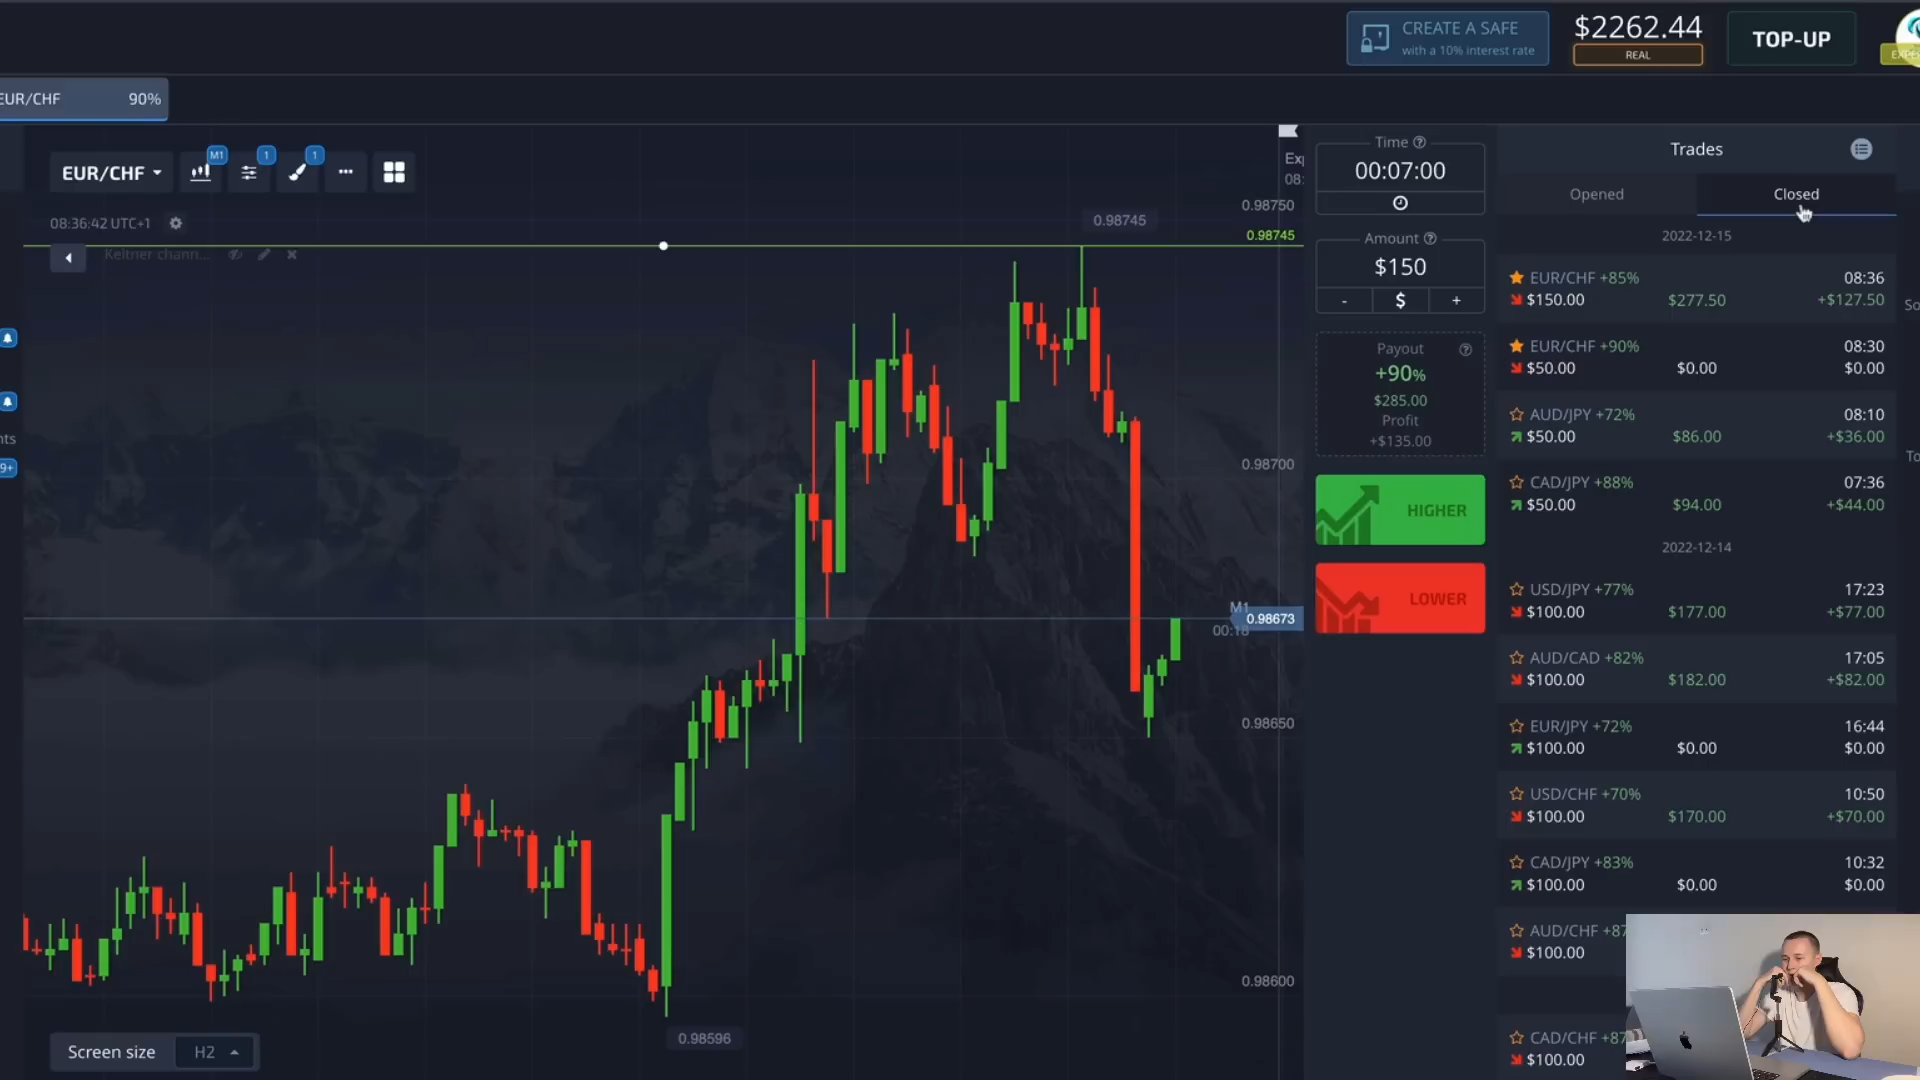 CREATE A SAFE
with a 10% interest rate
$2262.44
REAL
TOP-UP
EUR/CHF 90%
EUR/CHF
M1
1
1
08:36:42 UTC+1
Keltner chann...
0.98745
0.98750
0.98745
0.98700
M1
0.98673
0.98650
0.98600
0.98596
Screen size H2
Time
00:07:00
Amount
$150
- $ +
Payout
+90%
$285.00
Profit
+$135.00
HIGHER
LOWER
Trades
Opened Closed
2022-12-15
EUR/CHF +85% 08:36
$150.00 $277.50 +$127.50
EUR/CHF +90% 08:30
$50.00 $0.00 $0.00
AUD/JPY +72% 08:10
$50.00 $86.00 +$36.00
CAD/JPY +88% 07:36
$50.00 $94.00 +$44.00
2022-12-14
USD/JPY +77% 17:23
$100.00 $177.00 +$77.00
AUD/CAD +82% 17:05
$100.00 $182.00 +$82.00
EUR/JPY +72% 16:44
$100.00 $0.00 $0.00
USD/CHF +70% 10:50
$100.00 $170.00 +$70.00
CAD/JPY +83% 10:32
$100.00 $0.00 $0.00
AUD/CHF +87
$100.00
CAD/CHF +87
$100.00
9+